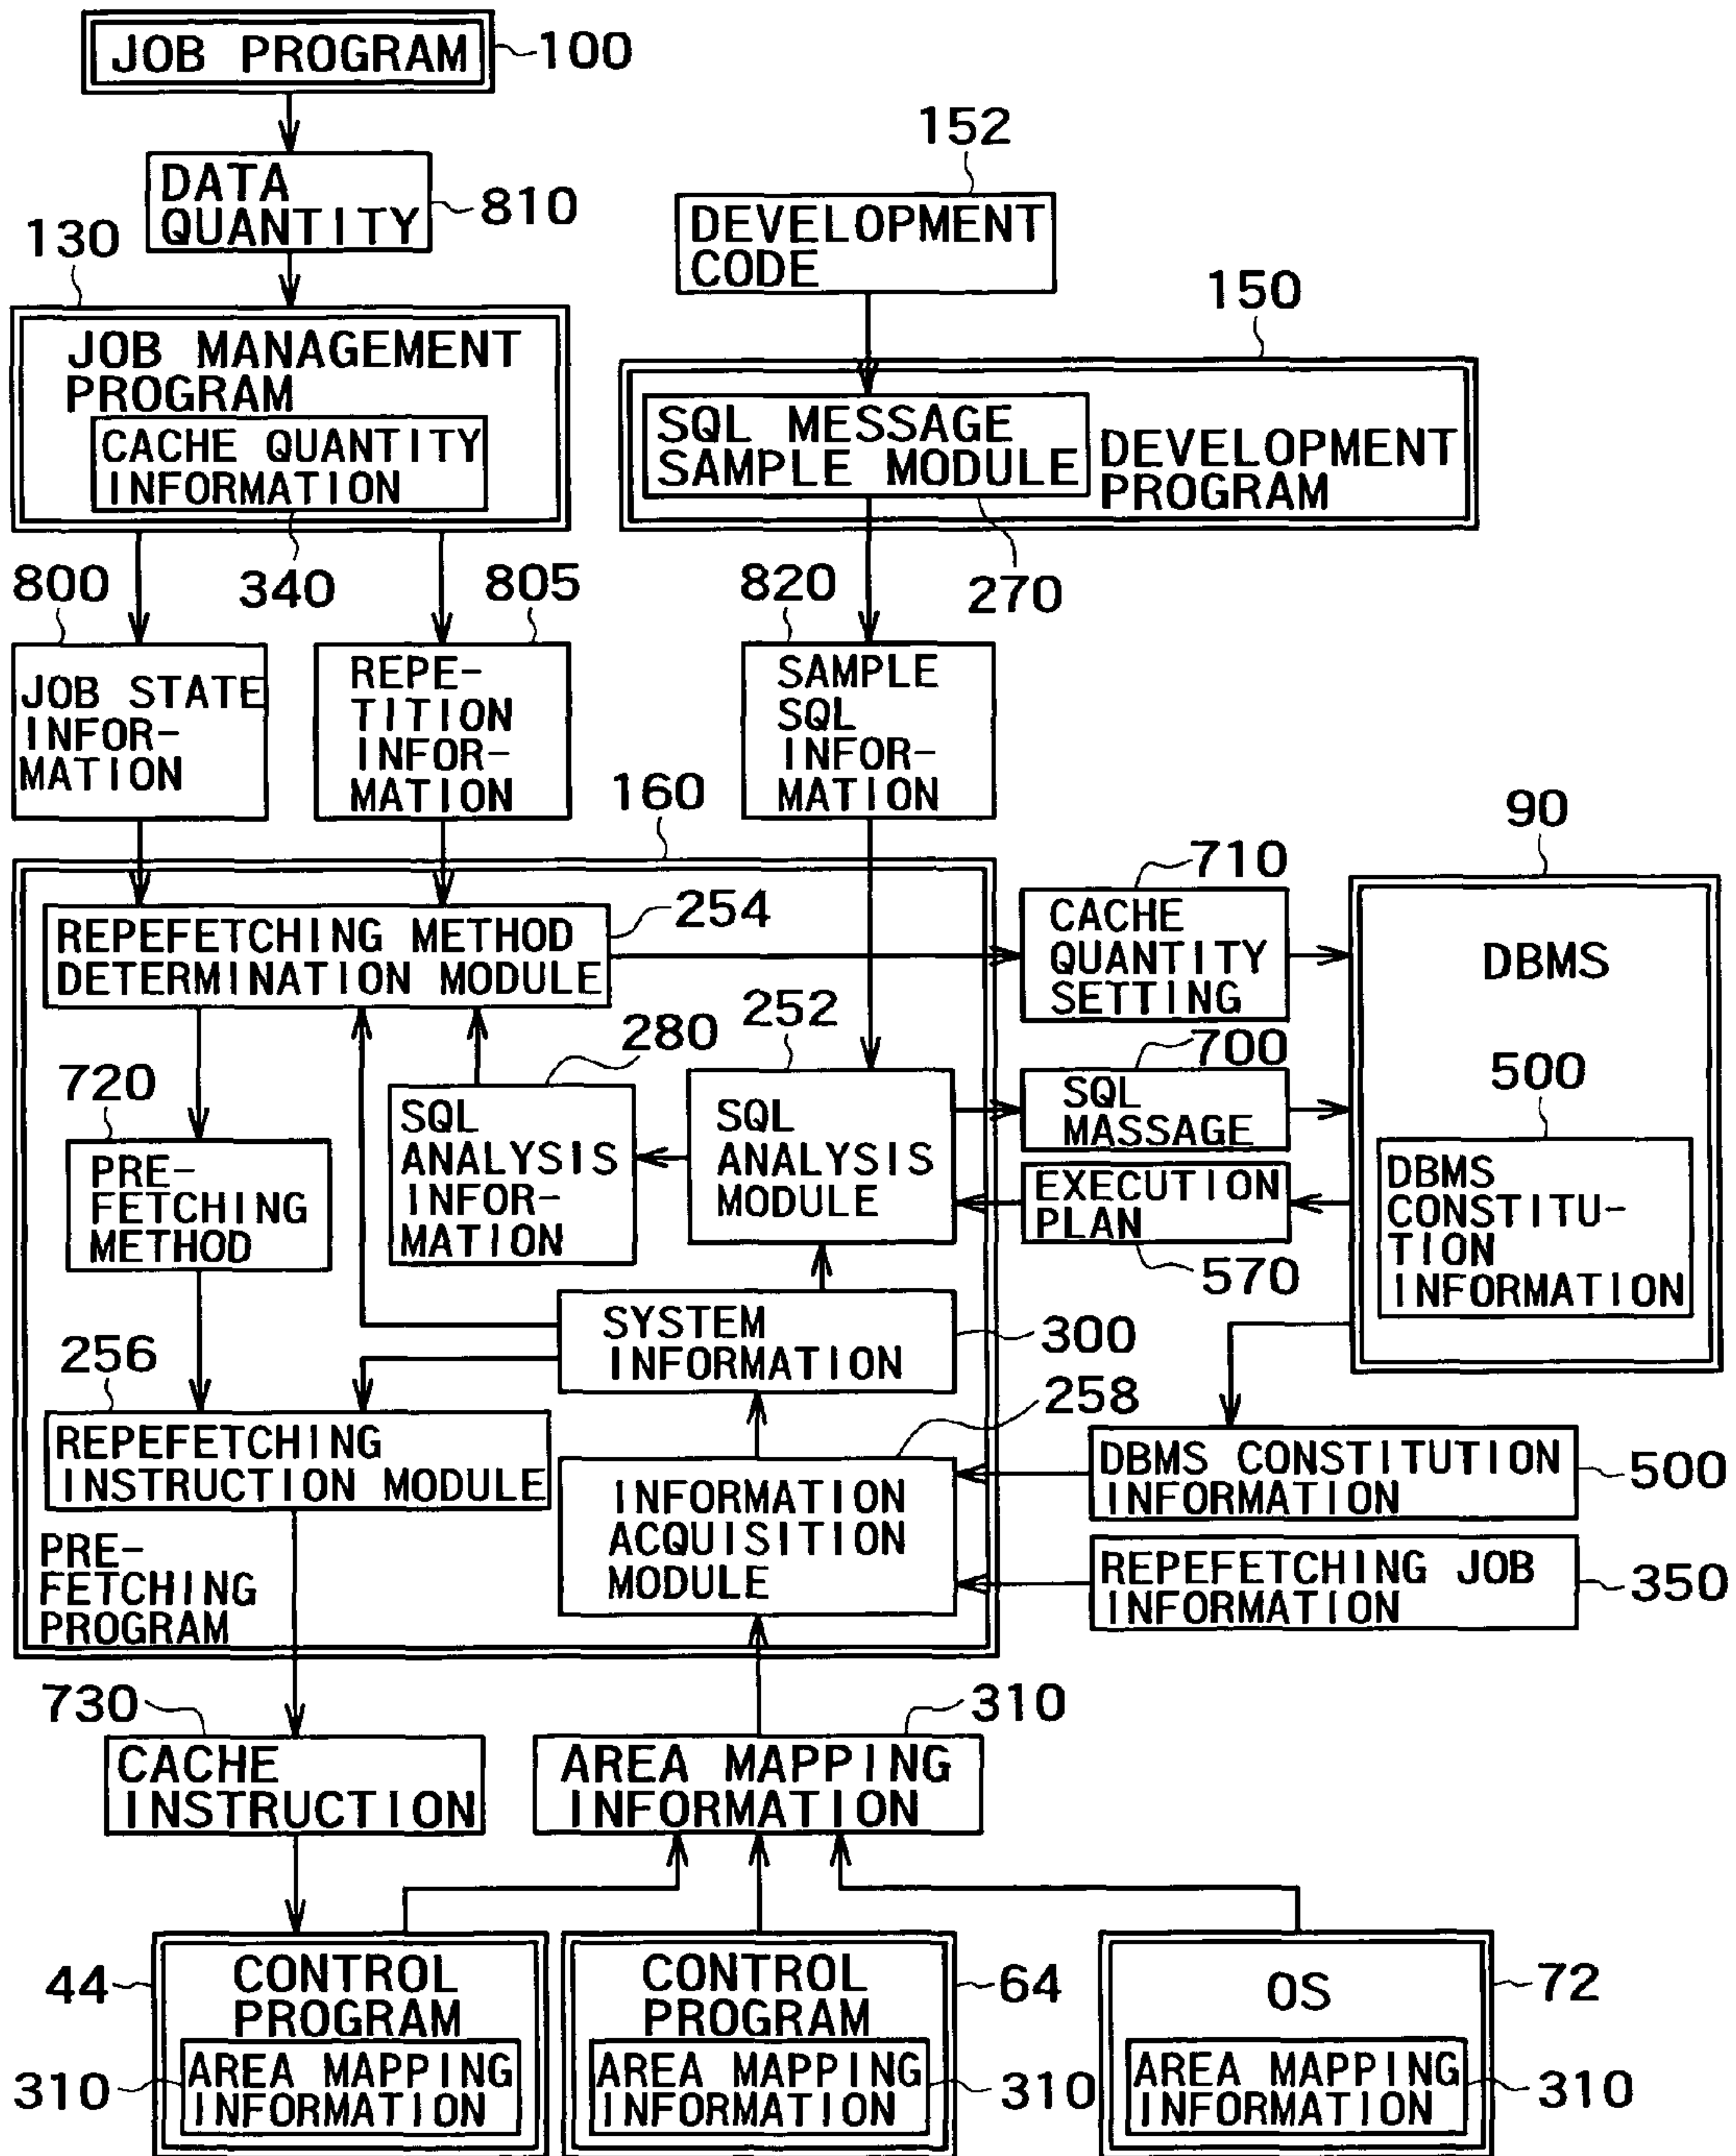 JOB PROGRAM
100
DATA
QUANTITY
810
152
DEVELOPMENT
CODE
130
JOB MANAGEMENT
PROGRAM
CACHE QUANTITY
INFORMATION
340
150
SQL MESSAGE
SAMPLE MODULE
DEVELOPMENT
PROGRAM
270
800
JOB STATE
INFOR-
MATION
805
REPE-
TITION
INFOR-
MATION
820
SAMPLE
SQL
INFOR-
MATION
160
REPEFETCHING METHOD
DETERMINATION MODULE
254
710
CACHE
QUANTITY
SETTING
90
DBMS
720
PRE-
FETCHING
METHOD
280
SQL
ANALYSIS
INFOR-
MATION
252
SQL
ANALYSIS
MODULE
700
SQL
MASSAGE
EXECUTION
PLAN
570
500
DBMS
CONSTITU-
TION
INFORMATION
SYSTEM
INFORMATION
300
256
REPEFETCHING
INSTRUCTION MODULE
258
INFORMATION
ACQUISITION
MODULE
DBMS CONSTITUTION
INFORMATION
500
REPEFETCHING JOB
INFORMATION
350
PRE-
FETCHING
PROGRAM
730
CACHE
INSTRUCTION
310
AREA MAPPING
INFORMATION
44
CONTROL
PROGRAM
310
AREA MAPPING
INFORMATION
CONTROL
PROGRAM
64
AREA MAPPING
INFORMATION
310
OS
72
AREA MAPPING
INFORMATION
310